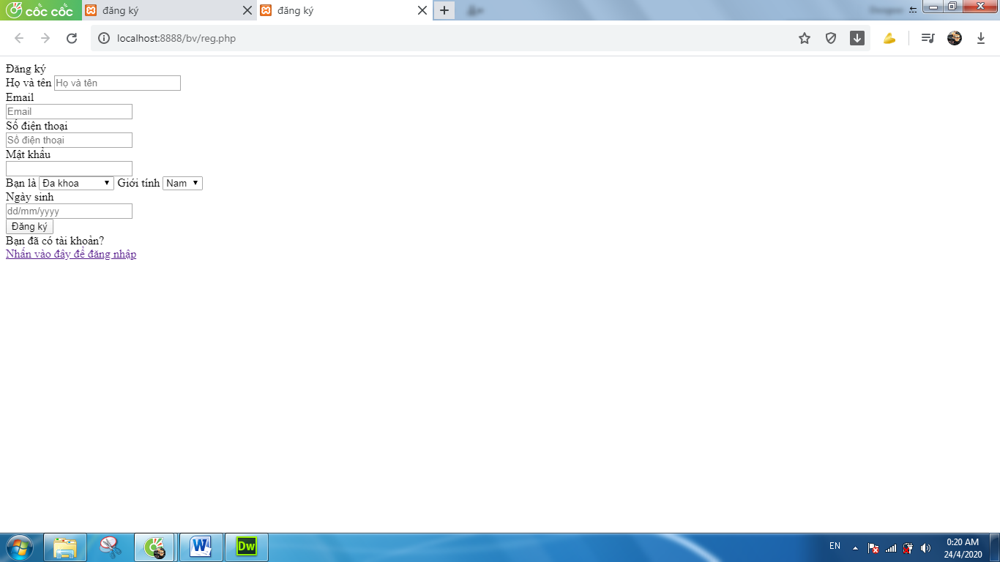 cốc cốc
đăng ký
đăng ký
localhost:8888/bv/reg.php
Đăng ký
Họ và tên Họ và tên
Email
Email
Số điện thoại
Số điện thoại
Mật khẩu
Bạn là Đa khoa Giới tính Nam
Ngày sinh
dd/mm/yyyy
Đăng ký
Bạn đã có tài khoản?
Nhấn vào đây để đăng nhập
W
Dw
EN
0:20 AM
24/4/2020